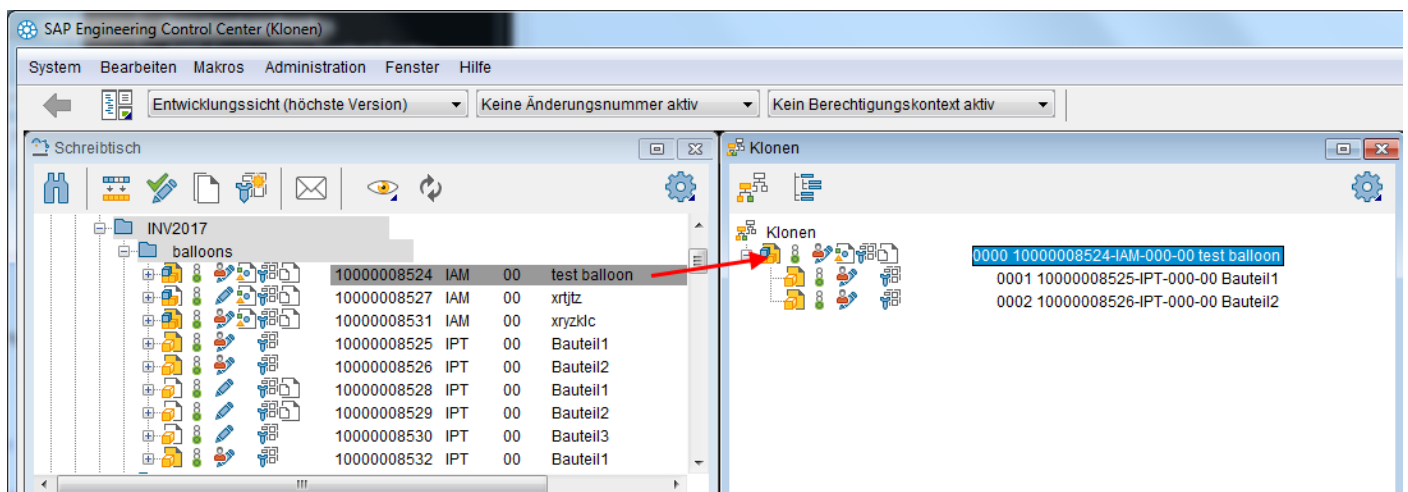 SAP Engineering Control Center (Klonen)
System Bearbeiten Makros Administration Fenster Hilfe
Entwicklungssicht (höchste Version) Keine Änderungsnummer aktiv Kein Berechtigungskontext aktiv
Schreibtisch
INV2017
balloons
10000008524 IAM 00 test balloon
10000008527 IAM 00 xrtjtz
10000008531 IAM 00 xryzklc
10000008525 IPT 00 Bauteil1
10000008526 IPT 00 Bauteil2
10000008528 IPT 00 Bauteil1
10000008529 IPT 00 Bauteil2
10000008530 IPT 00 Bauteil3
10000008532 IPT 00 Bauteil1
Klonen
Klonen
0000 10000008524-IAM-000-00 test balloon
0001 10000008525-IPT-000-00 Bauteil1
0002 10000008526-IPT-000-00 Bauteil2